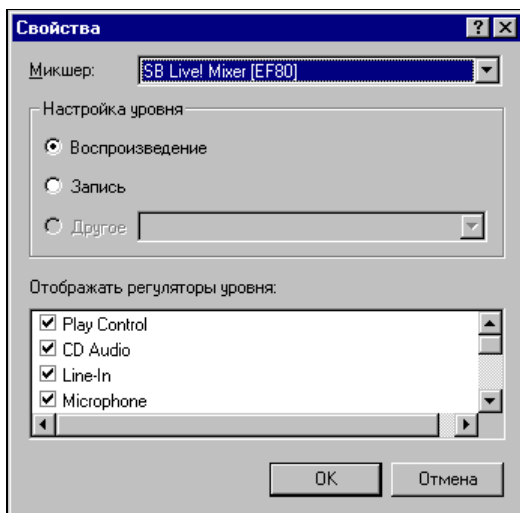 Свойства
Микшер: SB Live! Mixer [EF80]
Настройка уровня
Воспроизведение
Запись
Другое
Отображать регуляторы уровня:
Play Control
CD Audio
Line-In
Microphone
OK Отмена